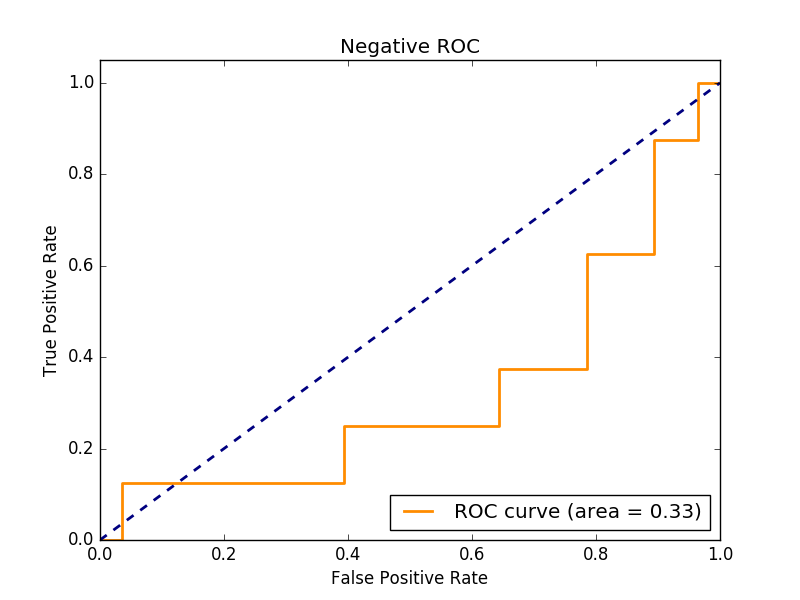 Negative ROC
True Positive Rate
1.0
0.8
0.6
0.4
0.2
0.0
ROC curve (area = 0.33)
0.0 0.2 0.4 0.6 0.8 1.0
False Positive Rate